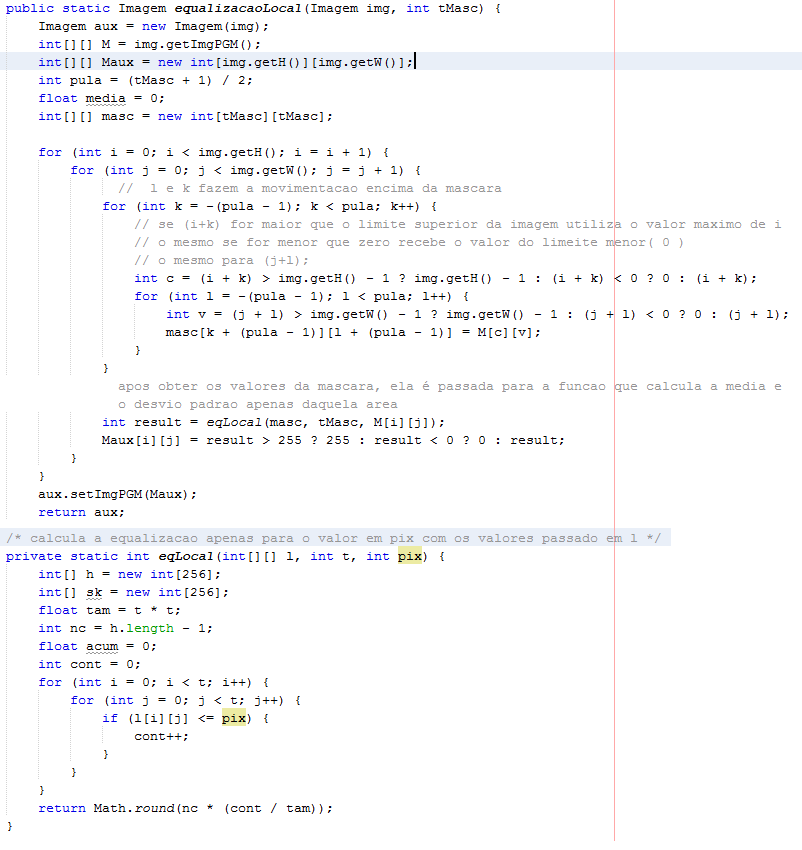 public static Imagem equalizacaoLocal(Imagem img, int tMasc) {
    Imagem aux = new Imagem(img);
    int[][] M = img.getImgPGM();
    int[][] Maux = new int[img.getH()][img.getW()];
    int pula = (tMasc + 1) / 2;
    float media = 0;
    int[][] masc = new int[tMasc][tMasc];

    for (int i = 0; i < img.getH(); i = i + 1) {
        for (int j = 0; j < img.getW(); j = j + 1) {
              //  l e k fazem a movimentacao encima da mascara
            for (int k = -(pula - 1); k < pula; k++) {
                // se (i+k) for maior que o limite superior da imagem utiliza o valor maximo de i
                // o mesmo se for menor que zero recebe o valor do limeite menor( 0 )
                // o mesmo para (j+l);
                int c = (i + k) > img.getH() - 1 ? img.getH() - 1 : (i + k) < 0 ? 0 : (i + k);
                for (int l = -(pula - 1); l < pula; l++) {
                    int v = (j + l) > img.getW() - 1 ? img.getW() - 1 : (j + l) < 0 ? 0 : (j + l);
                    masc[k + (pula - 1)][l + (pula - 1)] = M[c][v];
                }
            }
              apos obter os valores da mascara, ela é passada para a funcao que calcula a media e
              o desvio padrao apenas daquela area
            int result = eqLocal(masc, tMasc, M[i][j]);
            Maux[i][j] = result > 255 ? 255 : result < 0 ? 0 : result;
        }
    }
    aux.setImgPGM(Maux);
    return aux;
/* calcula a equalizacao apenas para o valor em pix com os valores passado em l */
private static int eqLocal(int[][] l, int t, int pix) {
    int[] h = new int[256];
    int[] sk = new int[256];
    float tam = t * t;
    int nc = h.length - 1;
    float acum = 0;
    int cont = 0;
    for (int i = 0; i < t; i++) {
        for (int j = 0; j < t; j++) {
            if (l[i][j] <= pix) {
                cont++;
            }
        }
    }
    return Math.round(nc * (cont / tam));
}